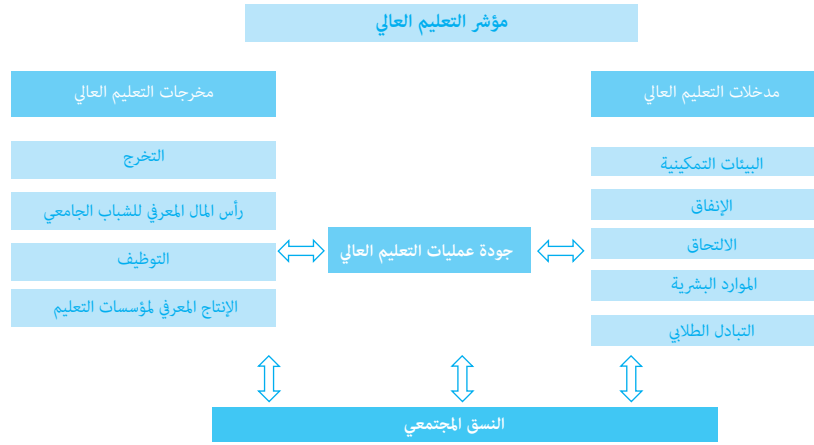 مؤشر التعليم العالي
مدخلات التعليم العالي
البيئات التمكينية
الإنفاق
الالتحاق
الموارد البشرية
التبادل الطلابي
جودة عمليات التعليم العالي
مخرجات التعليم العالي
التخرج
رأس المال المعرفي للشباب الجامعي
التوظيف
الإنتاج المعرفي لمؤسسات التعليم
النسق المجتمعي